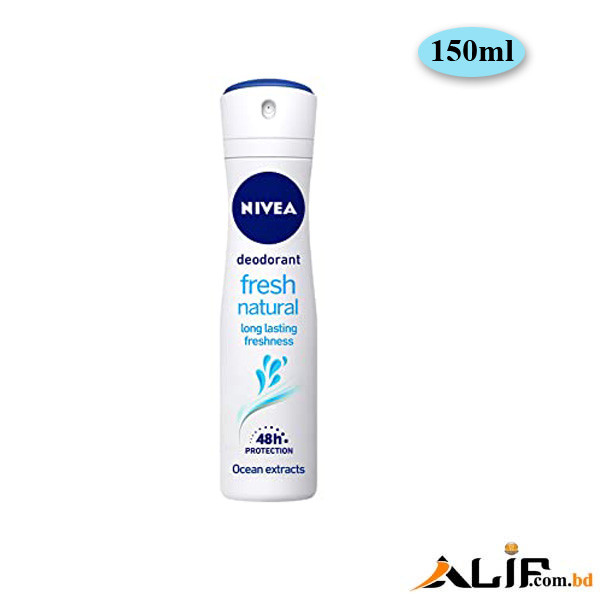 150ml
NIVEA
deodorant
fresh
natural
long lasting
freshness
48h
PROTECTION
Ocean extracts
ALIF.com.bd